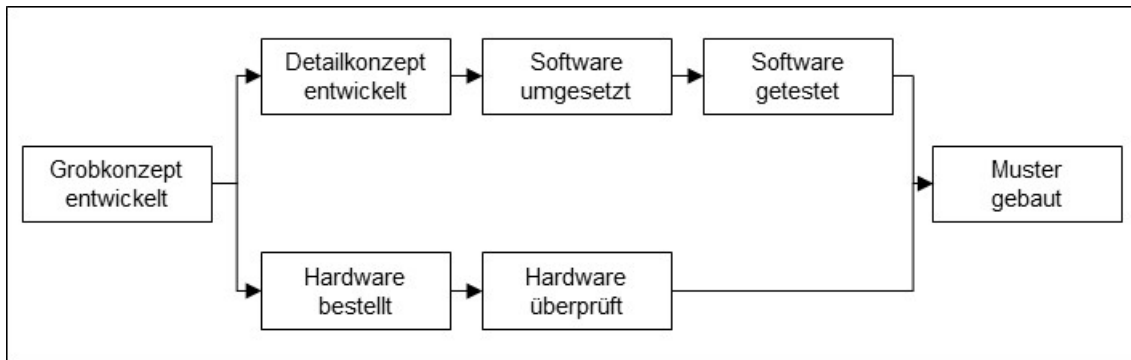 Detailkonzept
entwickelt
Software
umgesetzt
Software
getestet
Grobkonzept
entwickelt
Muster
gebaut
Hardware
bestellt
Hardware
überprüft